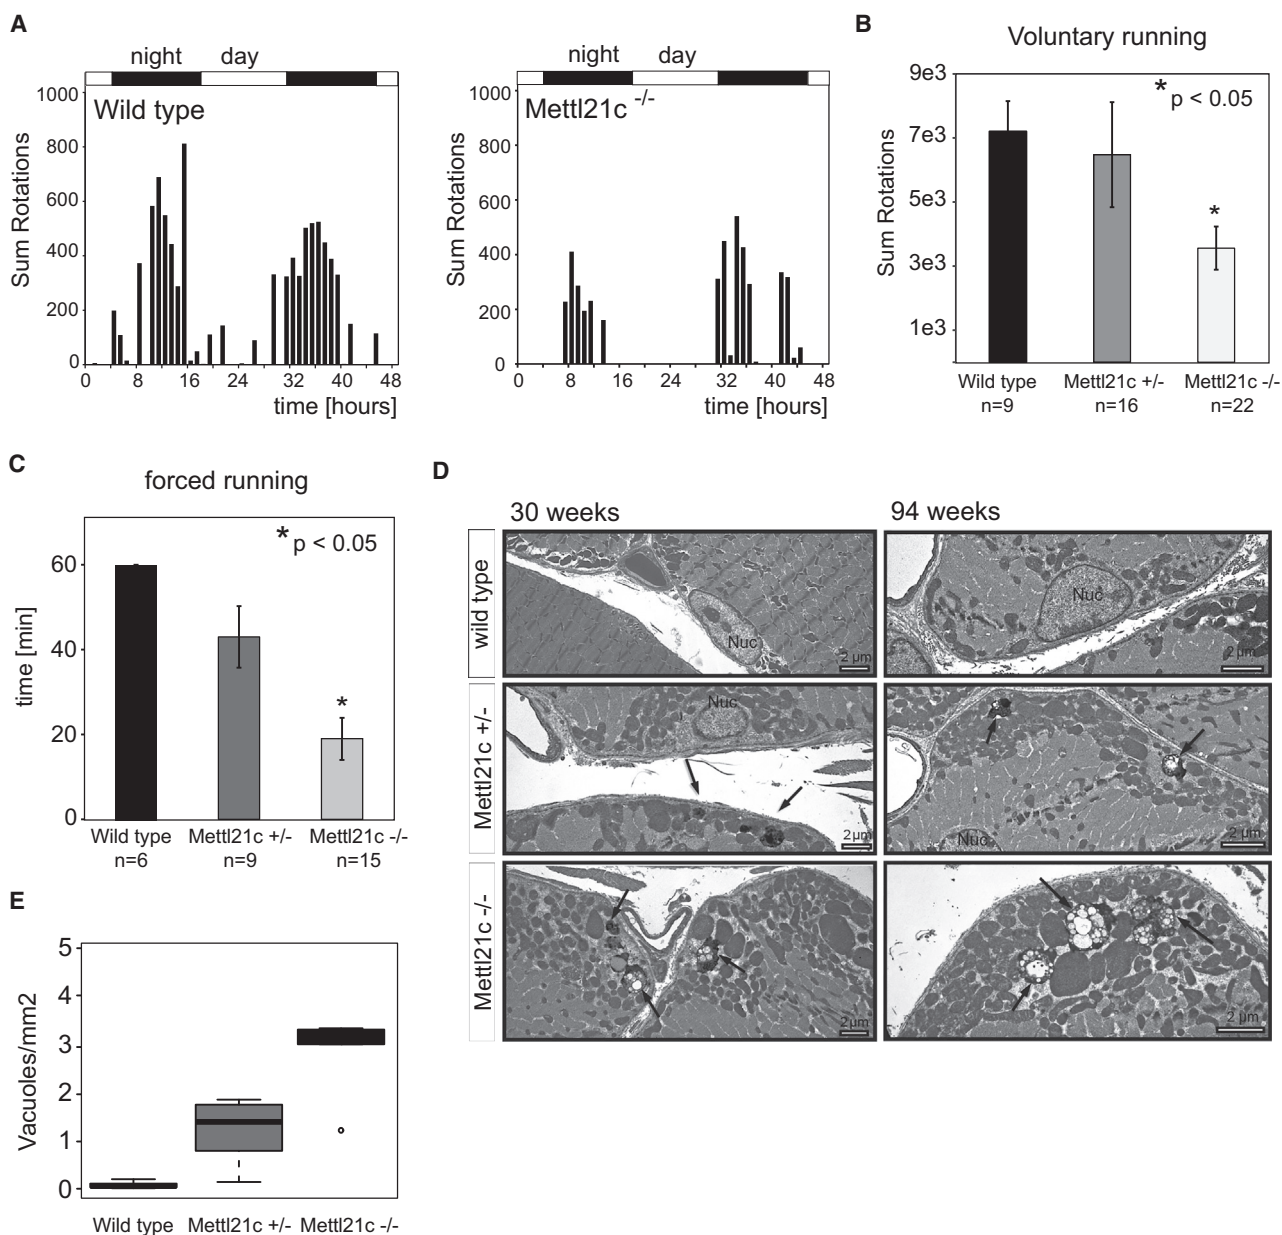 A
night day
Wild type
1000
800
600
400
200
0
Sum Rotations
0 8 16 24 32 40 48
time [hours]
night day
Mettl21c -/-
1000
800
600
400
200
0
Sum Rotations
0 8 16 24 32 40 48
time [hours]
B
Voluntary running
* p < 0.05
9e3
7e3
5e3
3e3
1e3
Sum Rotations
*
Wild type Mettl21c +/- Mettl21c -/-
n=9 n=16 n=22
C
forced running
* p < 0.05
60
40
20
0
time [min]
*
Wild type Mettl21c +/- Mettl21c -/-
n=6 n=9 n=15
D
30 weeks 94 weeks
wild type
Nuc
2 µm
Nuc
2 µm
Mettl21c +/-
Nuc
2 µm
Nuc
2 µm
Mettl21c -/-
2 µm
2 µm
E
5
4
3
2
1
0
Vacuoles/mm2
Wild type Mettl21c +/- Mettl21c -/-